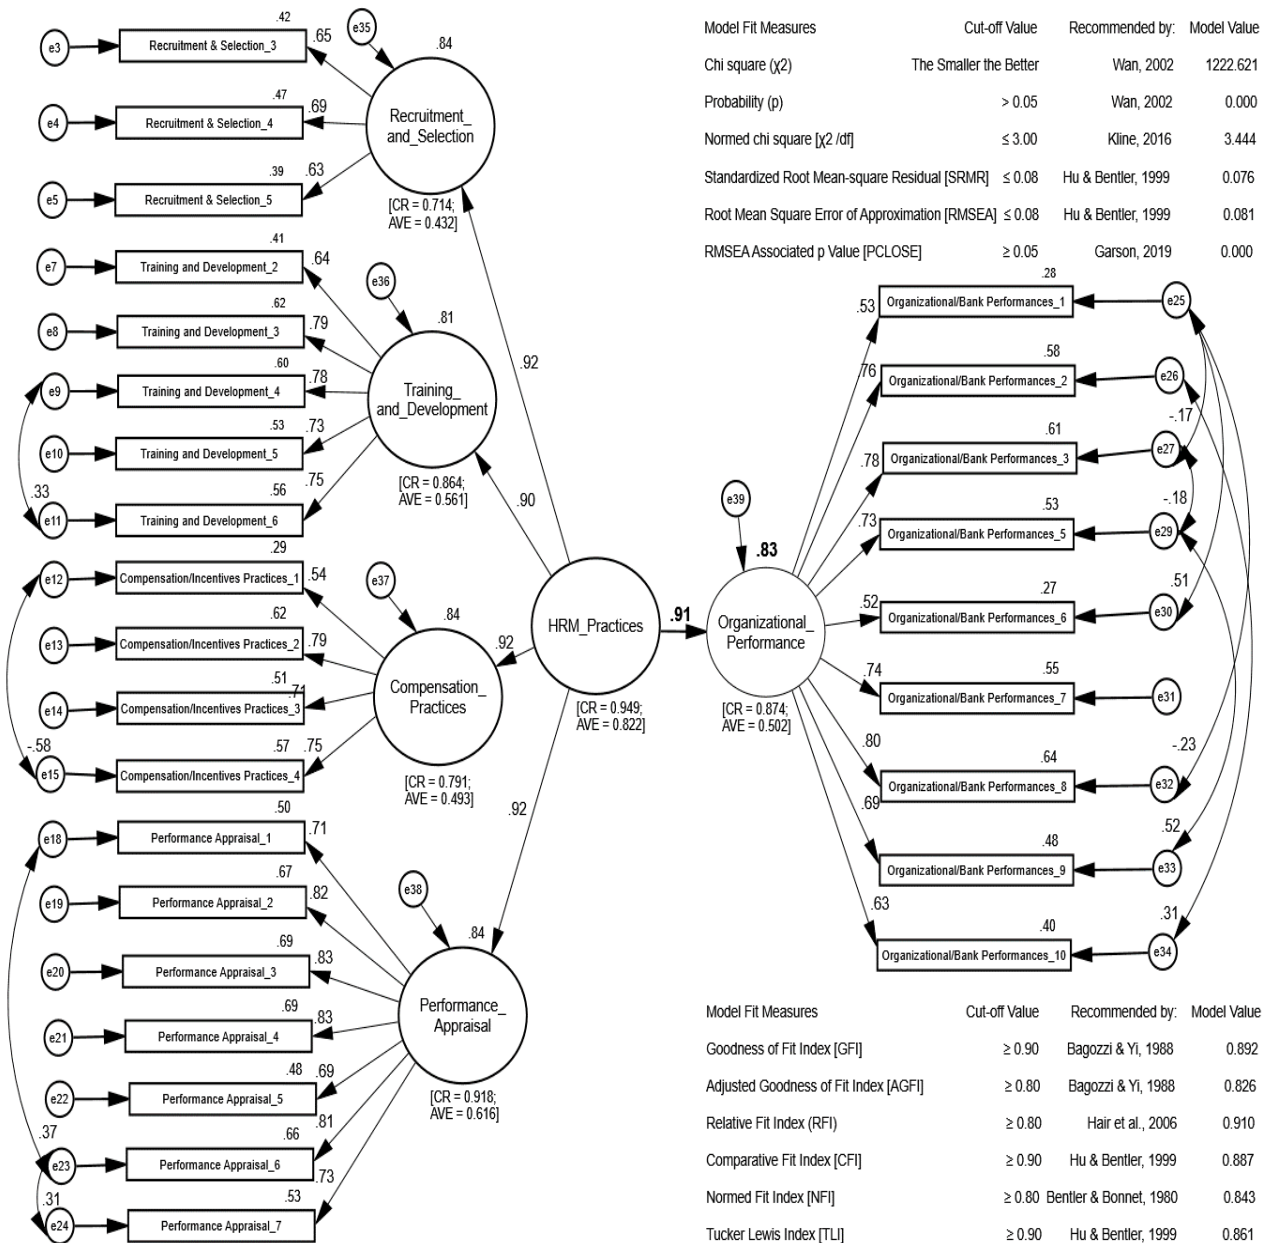 Model Fit Measures Cut-off Value Recommended by: Model Value
Chi square (χ2) The Smaller the Better Wan, 2002 1222.621
Probability (p) > 0.05 Wan, 2002 0.000
Normed chi square [χ2 /df] ≤ 3.00 Kline, 2016 3.444
Standardized Root Mean-square Residual [SRMR] ≤ 0.08 Hu & Bentler, 1999 0.076
Root Mean Square Error of Approximation [RMSEA] ≤ 0.08 Hu & Bentler, 1999 0.081
RMSEA Associated p Value [PCLOSE] ≥ 0.05 Garson, 2019 0.000
.42
e3 Recruitment & Selection_3 .65
e35
.84
.47
e4 Recruitment & Selection_4 .69
Recruitment_
and_Selection
.39
e5 Recruitment & Selection_5 .63
[CR = 0.714;
AVE = 0.432]
.41
e7 Training and Development_2 .64
e36
.81
.62
e8 Training and Development_3 .79
.60
e9 Training and Development_4 .78
Training_
and_Development
.53
e10 Training and Development_5 .73
.33
.56
e11 Training and Development_6 .75
[CR = 0.864;
AVE = 0.561]
.92
.90
.29
e12 Compensation/Incentives Practices_1 .54
e37
.84
.62
e13 Compensation/Incentives Practices_2 .79
.92
.51
e14 Compensation/Incentives Practices_3 .71
Compensation_
Practices
-.58
.57
e15 Compensation/Incentives Practices_4 .75
[CR = 0.791;
AVE = 0.493]
HRM_Practices
[CR = 0.949;
AVE = 0.822]
.91
.92
.50
e18 Performance Appraisal_1 .71
.67
e19 Performance Appraisal_2 .82
e38
.84
.69
e20 Performance Appraisal_3 .83
.69
e21 Performance Appraisal_4 .83
Performance_
Appraisal
.48
e22 Performance Appraisal_5 .69
[CR = 0.918;
AVE = 0.616]
.37
.66
e23 Performance Appraisal_6 .81
.31
.53
e24 Performance Appraisal_7 .73
e39
.83
Organizational_
Performance
[CR = 0.874;
AVE = 0.502]
.28
.53 Organizational/Bank Performances_1 e25
.58
.76 Organizational/Bank Performances_2 e26
-.17
.61
.78 Organizational/Bank Performances_3 e27
-.18
.53
.73 Organizational/Bank Performances_5 e29
.51
.27
.52 Organizational/Bank Performances_6 e30
.55
.74 Organizational/Bank Performances_7 e31
-.23
.64
.80 Organizational/Bank Performances_8 e32
.52
.48
.69 Organizational/Bank Performances_9 e33
.31
.40
.63 Organizational/Bank Performances_10 e34
Model Fit Measures Cut-off Value Recommended by: Model Value
Goodness of Fit Index [GFI] ≥ 0.90 Bagozzi & Yi, 1988 0.892
Adjusted Goodness of Fit Index [AGFI] ≥ 0.80 Bagozzi & Yi, 1988 0.826
Relative Fit Index (RFI) ≥ 0.80 Hair et al., 2006 0.910
Comparative Fit Index [CFI] ≥ 0.90 Hu & Bentler, 1999 0.887
Normed Fit Index [NFI] ≥ 0.80 Bentler & Bonnet, 1980 0.843
Tucker Lewis Index [TLI] ≥ 0.90 Hu & Bentler, 1999 0.861